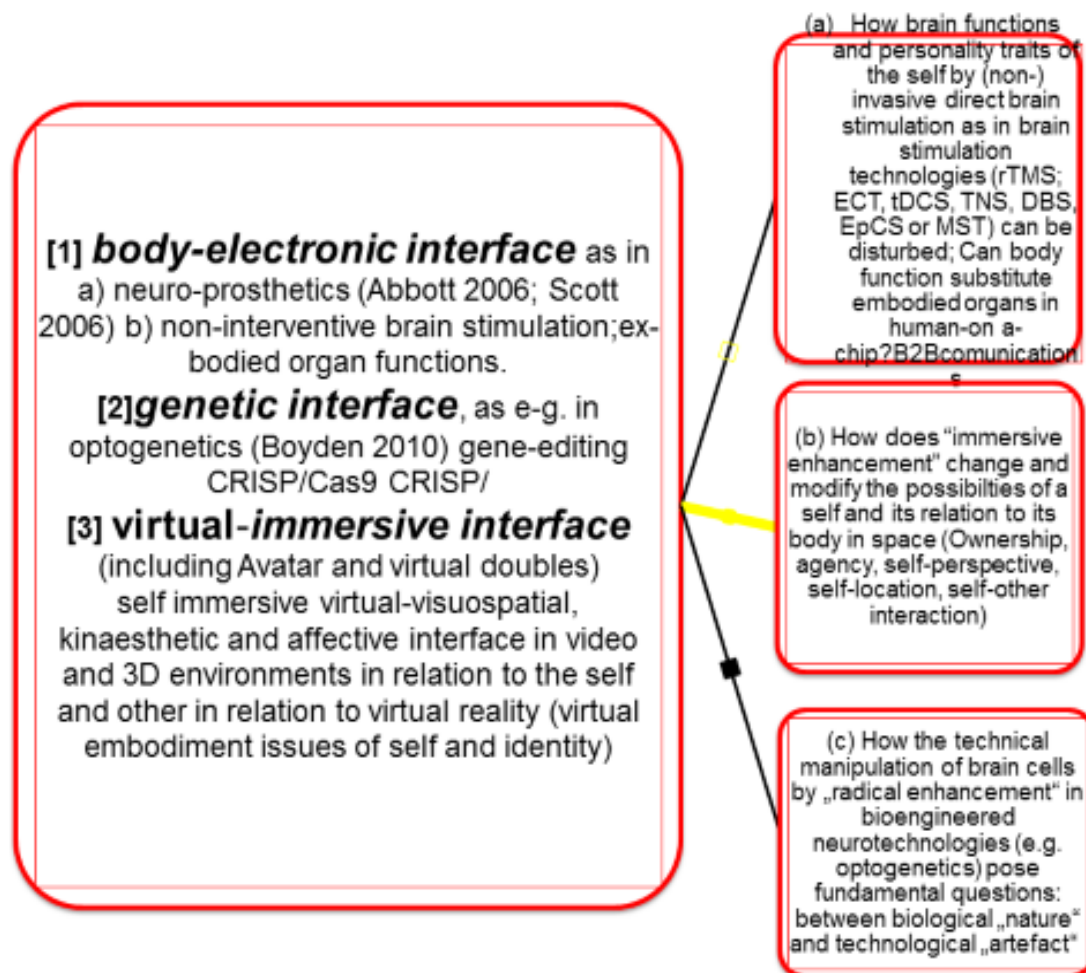 [1] body-electronic interface as in
a) neuro-prosthetics (Abbott 2006; Scott
2006) b) non-interventive brain stimulation;ex-
bodied organ functions.
[2]genetic interface, as e-g. in
optogenetics (Boyden 2010) gene-editing
CRISP/Cas9 CRISP/
[3] virtual-immersive interface
(including Avatar and virtual doubles)
self immersive virtual-visuospatial,
kinaesthetic and affective interface in video
and 3D environments in relation to the self
and other in relation to virtual reality (virtual
embodiment issues of self and identity)
(a) How brain functions
and personality traits of
the self by (non-)
invasive direct brain
stimulation as in brain
stimulation
technologies (rTMS;
ECT, tDCS, TNS, DBS,
EpCS or MST) can be
disturbed; Can body
function substitute
embodied organs in
human-on a-
chip?B2Bcomunication
s
(b) How does "immersive
enhancement" change and
modify the possibilties of a
self and its relation to its
body in space (Ownership,
agency, self-perspective,
self-location, self-other
interaction)
(c) How the technical
manipulation of brain cells
by „radical enhancement“ in
bioengineered
neurotechnologies (e.g.
optogenetics) pose
fundamental questions:
between biological „nature“
and technological „artefact“